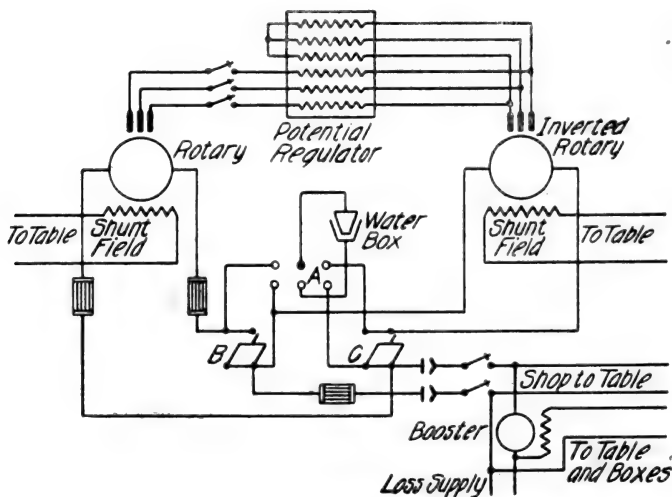 Potential
Regulator
Rotary
Inverted
Rotary
Shunt
Field
To Table
Water
Box
A
Shunt
Field
To Table
B
C
Shop to Table
Booster
To Table
and Boxes
Loss Supply